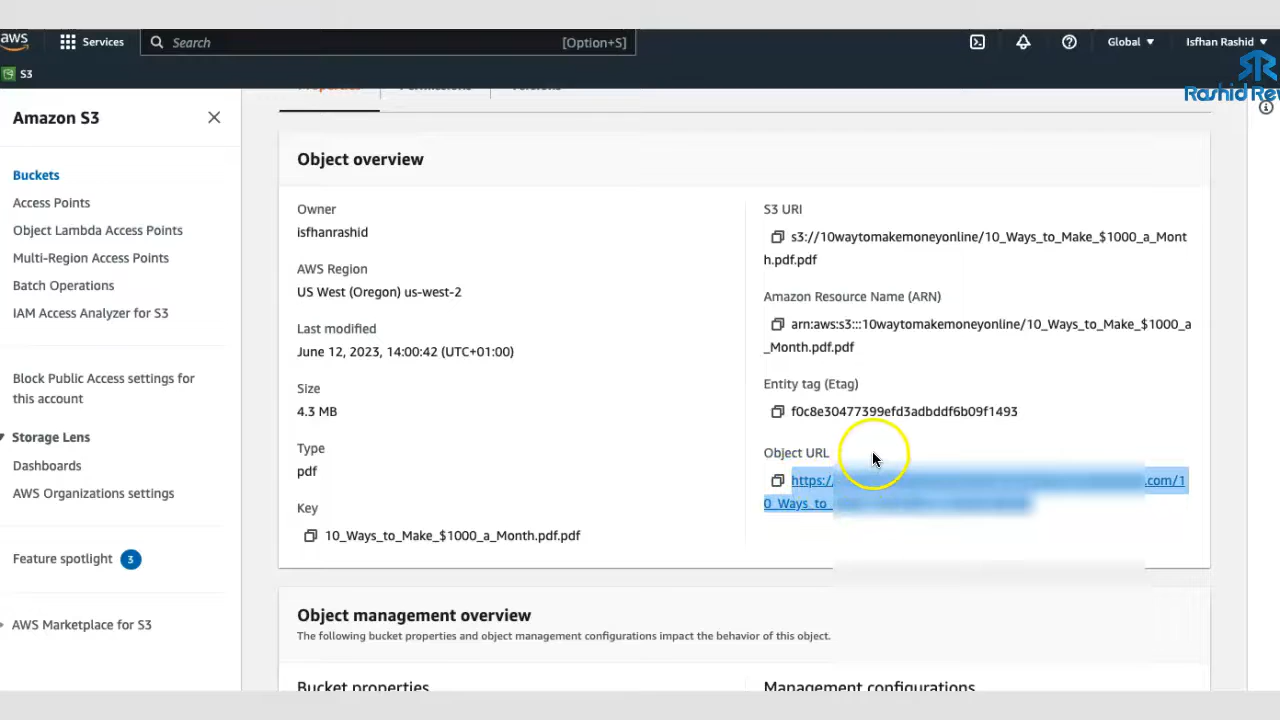 aws
Services
Search
[Option+S]
Global
Isfhan Rashid
S3
SR
Rashid Rev
Amazon S3
Properties
Permissions
Versions
Buckets
Access Points
Object Lambda Access Points
Multi-Region Access Points
Batch Operations
IAM Access Analyzer for S3
Block Public Access settings for
this account
Storage Lens
Dashboards
AWS Organizations settings
Feature spotlight 3
AWS Marketplace for S3
Object overview
Owner
isfhanrashid
AWS Region
US West (Oregon) us-west-2
Last modified
June 12, 2023, 14:00:42 (UTC+01:00)
Size
4.3 MB
Type
pdf
Key
10_Ways_to_Make_$1000_a_Month.pdf.pdf
S3 URI
s3://10waytomakemoneyonline/10_Ways_to_Make_$1000_a_Mont
h.pdf.pdf
Amazon Resource Name (ARN)
arn:aws:s3:::10waytomakemoneyonline/10_Ways_to_Make_$1000_a
_Month.pdf.pdf
Entity tag (Etag)
f0c8e30477399efd3adbddf6b09f1493
Object URL
https:/ .com/1
0_Ways_to_
Object management overview
The following bucket properties and object management configurations impact the behavior of this object.
Bucket properties
Management configurations